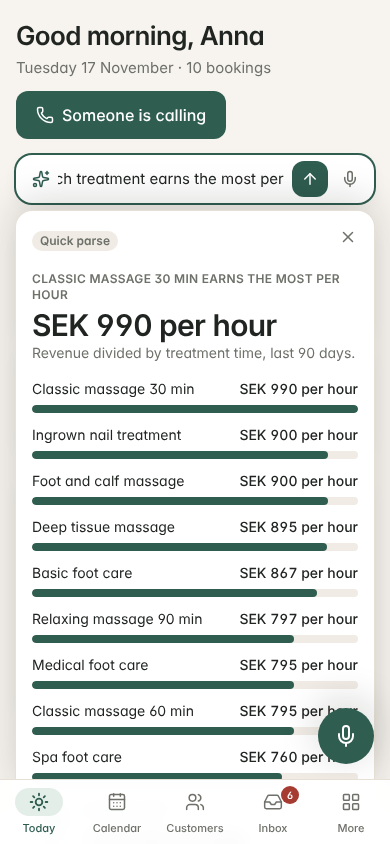 Good morning, Anna
Tuesday 17 November · 10 bookings
Someone is calling
ch treatment earns the most per
Quick parse
CLASSIC MASSAGE 30 MIN EARNS THE MOST PER
HOUR
SEK 990 per hour
Revenue divided by treatment time, last 90 days.
Classic massage 30 min SEK 990 per hour
Ingrown nail treatment SEK 900 per hour
Foot and calf massage SEK 900 per hour
Deep tissue massage SEK 895 per hour
Basic foot care SEK 867 per hour
Relaxing massage 90 min SEK 797 per hour
Medical foot care SEK 795 per hour
Classic massage 60 min SEK 795 per hour
Spa foot care SEK 760 per hour
6
Today Calendar Customers Inbox More